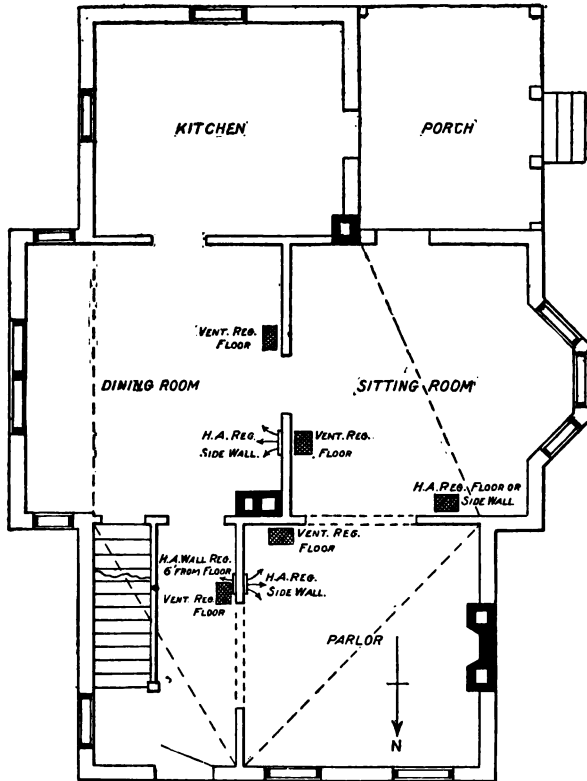 KITCHEN
PORCH
VENT. REG.
FLOOR
DINING ROOM
SITTING ROOM
H.A. REG.
SIDE WALL.
VENT. REG.
FLOOR
H.A. REG. FLOOR OR
SIDE WALL
VENT. REG.
FLOOR
H.A. WALL REG.
6' FROM FLOOR
VENT. REG.
FLOOR
H.A. REG.
SIDE WALL.
PARLOR
N